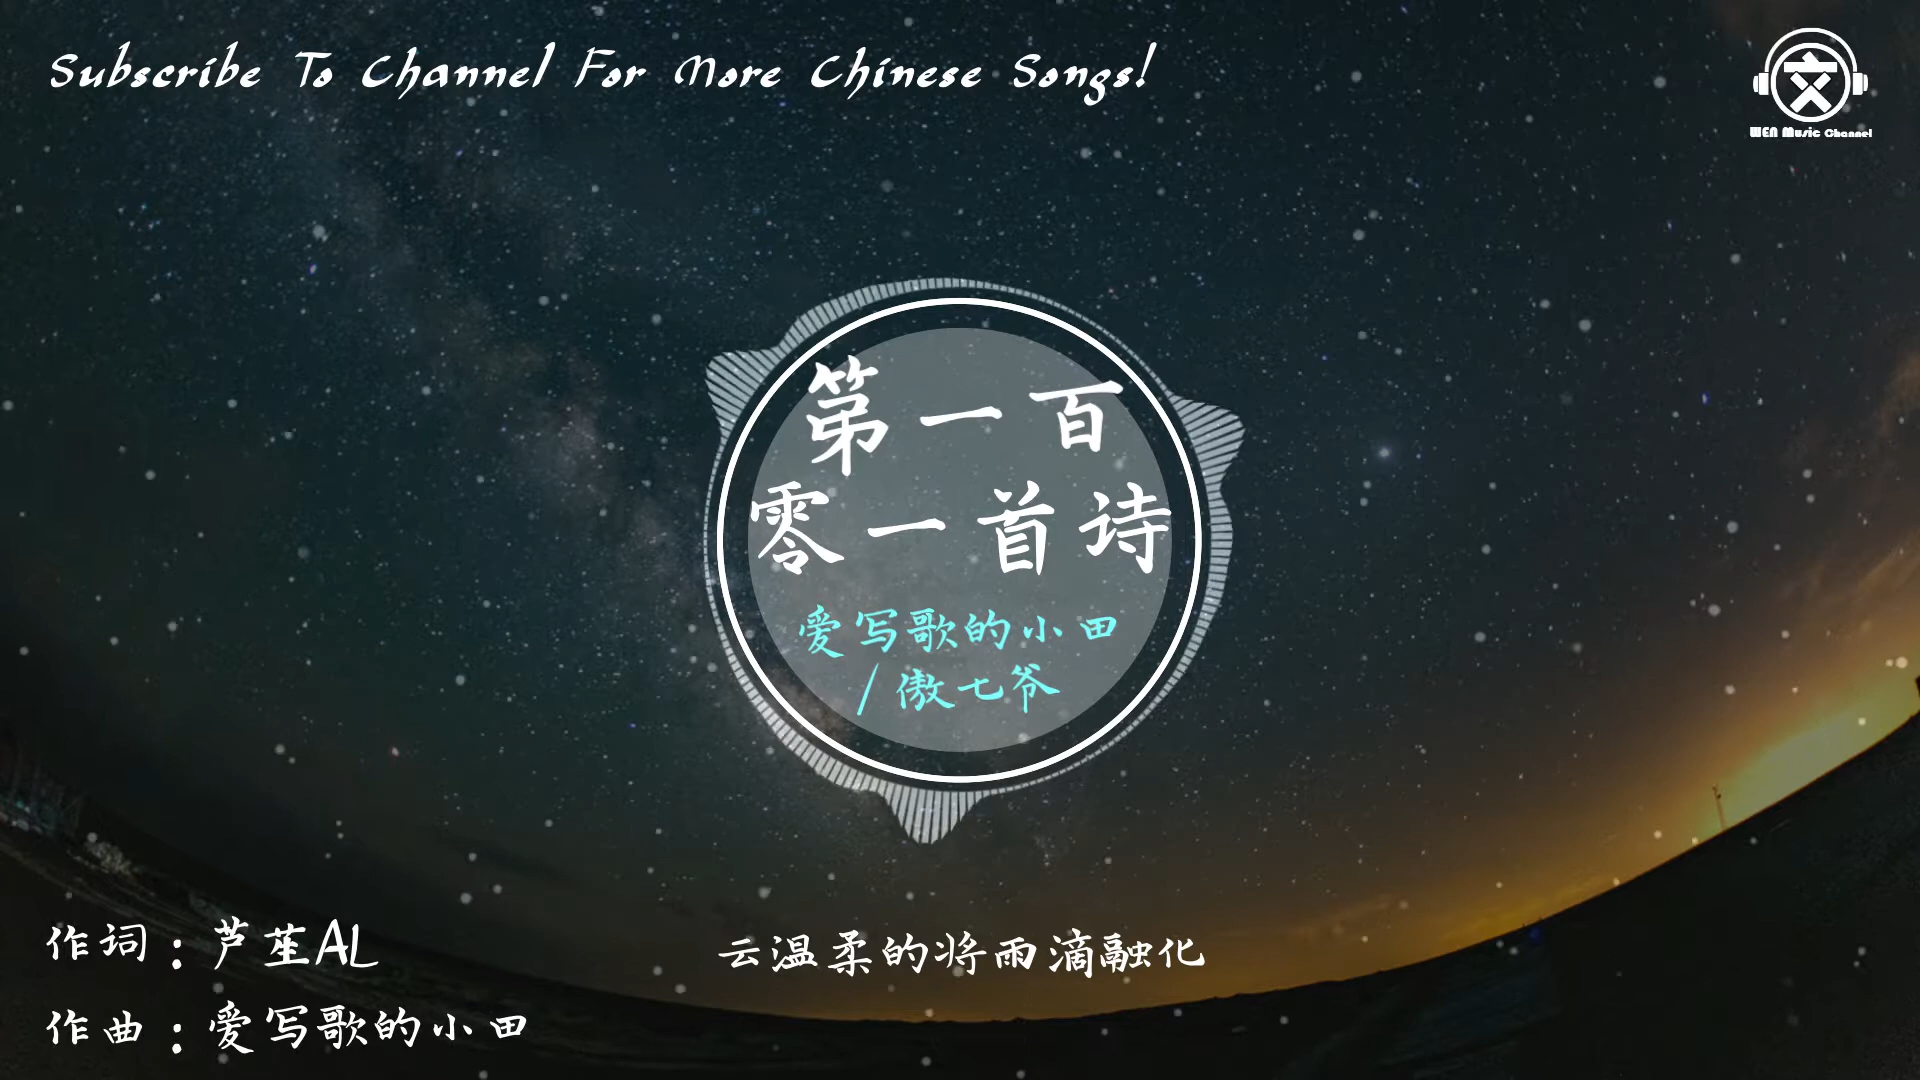 Subscribe To Channel For More Chinese Songs!
文
WEN Music Channel
第一百
零一首诗
爱写歌的小田
/傲七爷
作词：芦笙AL
云温柔的将雨滴融化
作曲：爱写歌的小田